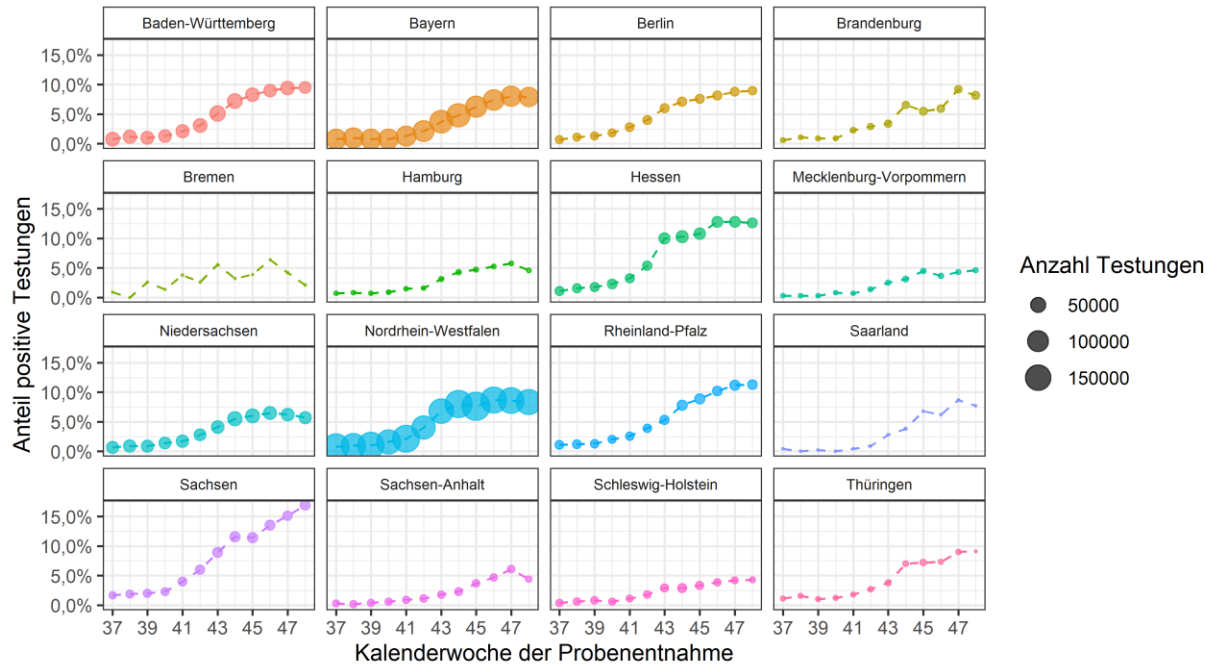 Baden-Württemberg
Bayern
Berlin
Brandenburg
15,0%
10,0%
5,0%
0,0%
Bremen
Hamburg
Hessen
Mecklenburg-Vorpommern
15,0%
10,0%
5,0%
0,0%
Niedersachsen
Nordrhein-Westfalen
Rheinland-Pfalz
Saarland
15,0%
10,0%
5,0%
0,0%
Sachsen
Sachsen-Anhalt
Schleswig-Holstein
Thüringen
15,0%
10,0%
5,0%
0,0%
37 39 41 43 45 47
37 39 41 43 45 47
37 39 41 43 45 47
37 39 41 43 45 47
Kalenderwoche der Probenentnahme
Anteil positive Testungen
Anzahl Testungen
50000
100000
150000